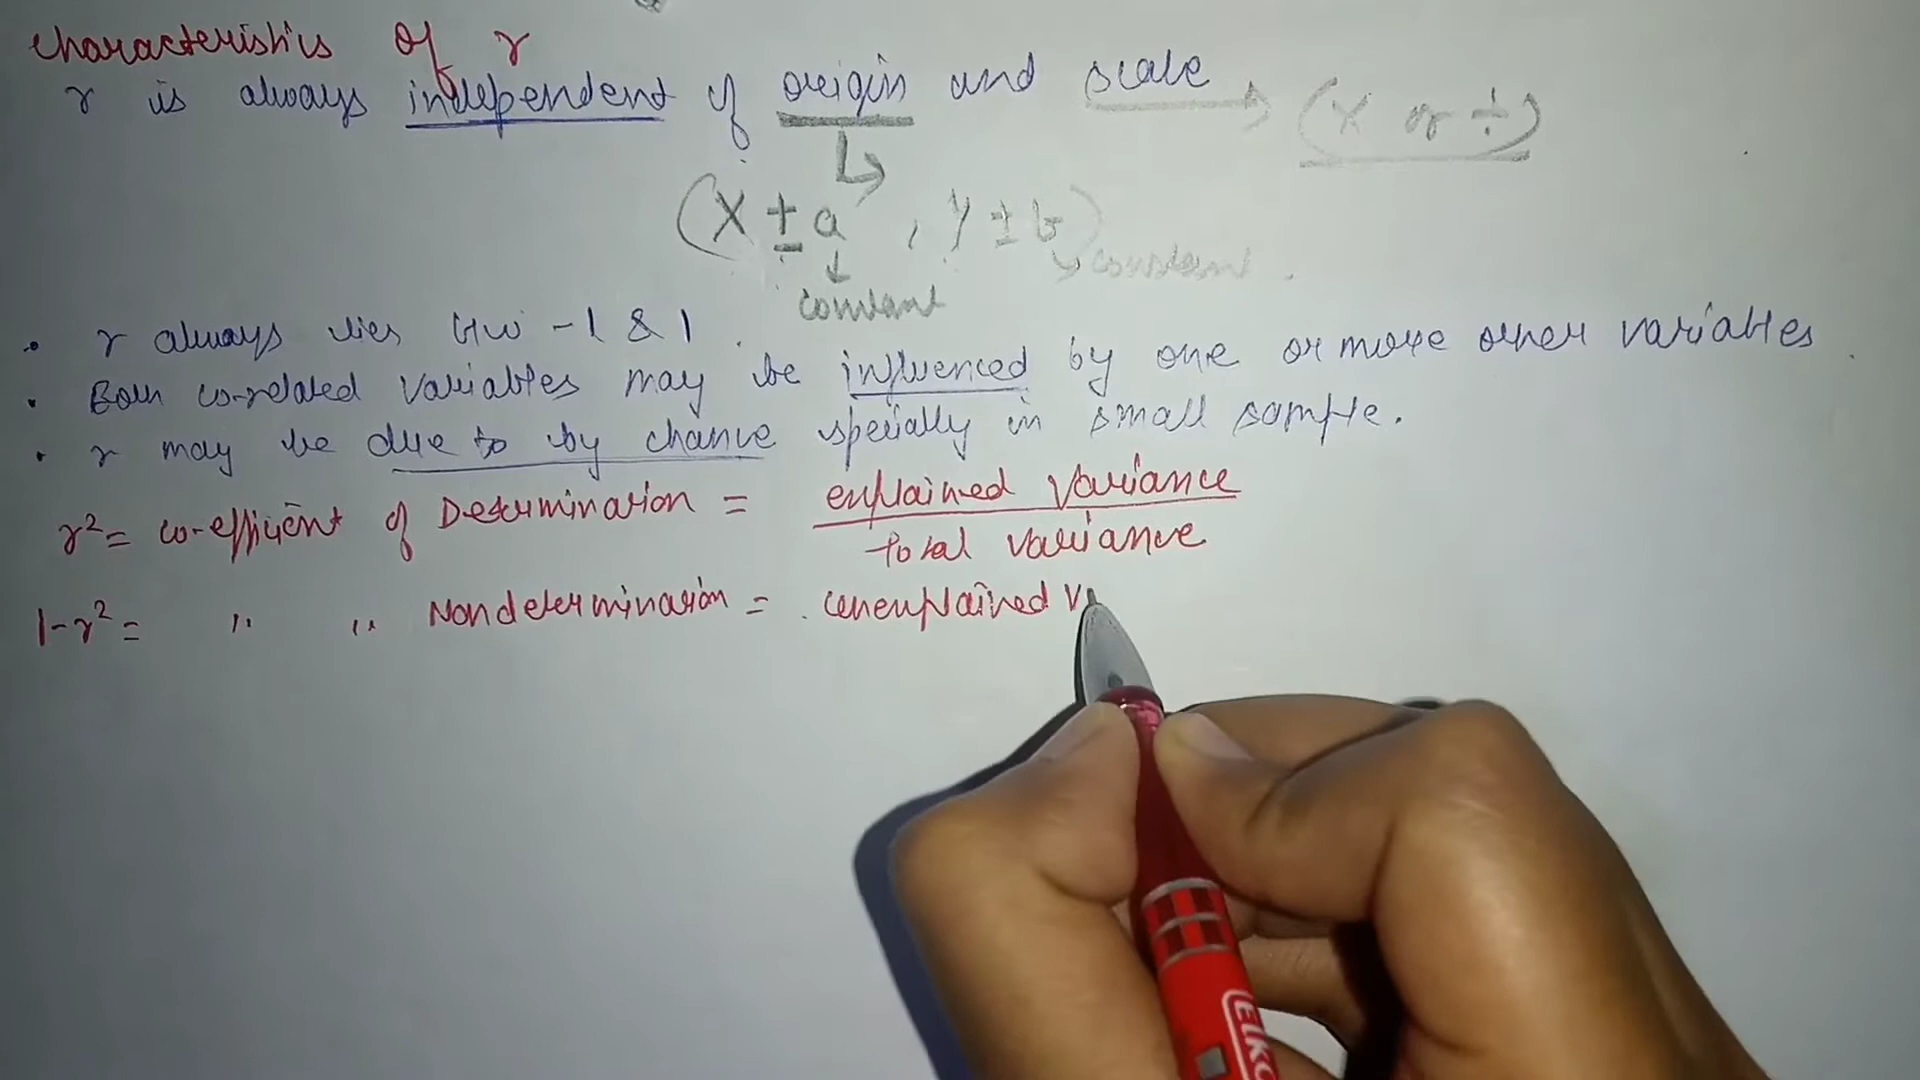 characteristics of r
r is always independent of origin and scale → (× or ÷)
(X ± a , Y ± b)
↓ constant
constant
• r always lies b/w -1 & 1 .
• Both co-related variables may be influenced by one or more other variables .
• r may be due to by chance specially in small sample.
r² = co-efficient of Determination = explained variance
total variance
1-r² = " " Nondetermination = unexplained V
ELKO